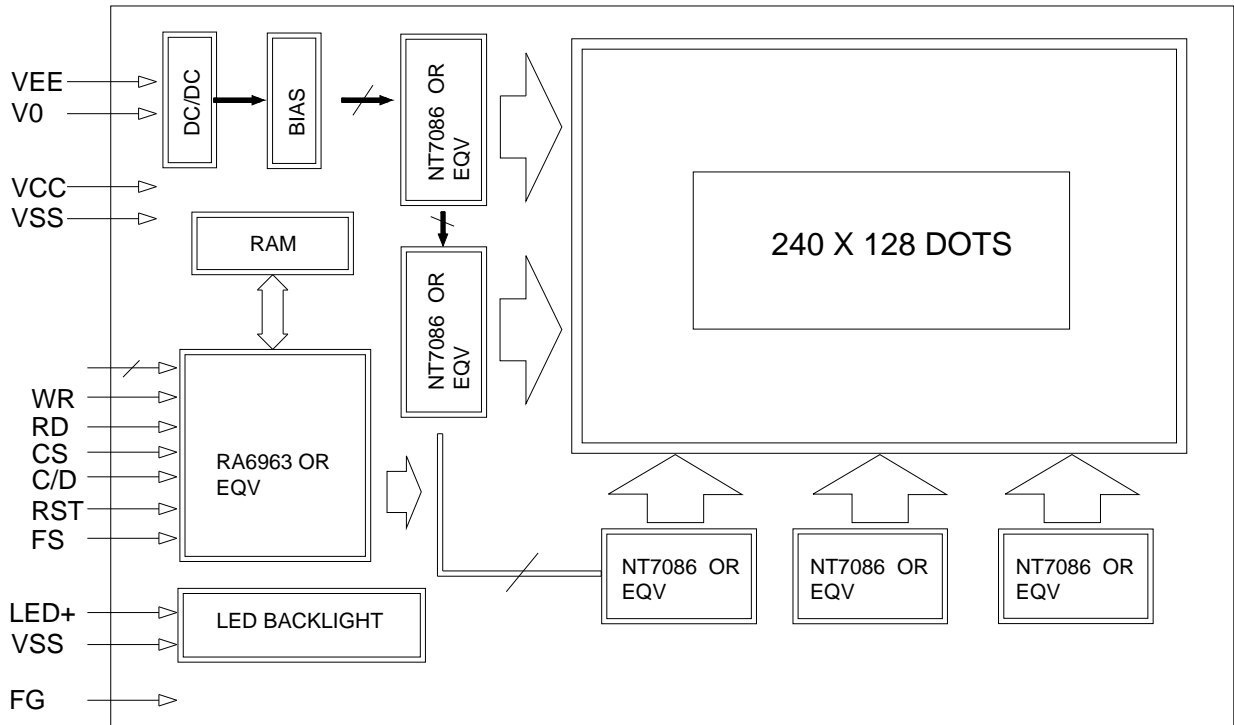 VEE
V0
VCC
VSS
DC/DC
BIAS
NT7086 OR
EQV
RAM
NT7086 OR
EQV
240 X 128 DOTS
WR
RD
CS
C/D
RST
FS
RA6963 OR
EQV
NT7086 OR
EQV
NT7086 OR
EQV
NT7086 OR
EQV
LED+
VSS
LED BACKLIGHT
FG